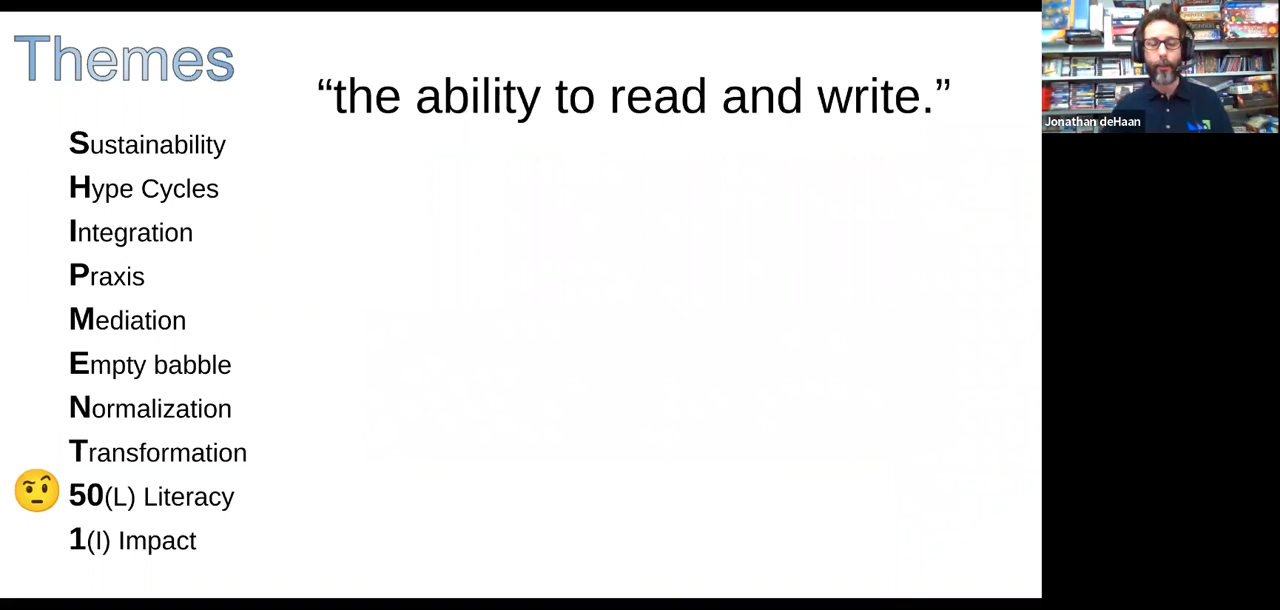 Themes
“the ability to read and write.”
Sustainability
Hype Cycles
Integration
Praxis
Mediation
Empty babble
Normalization
Transformation
50(L) Literacy
1(I) Impact
Jonathan deHaan